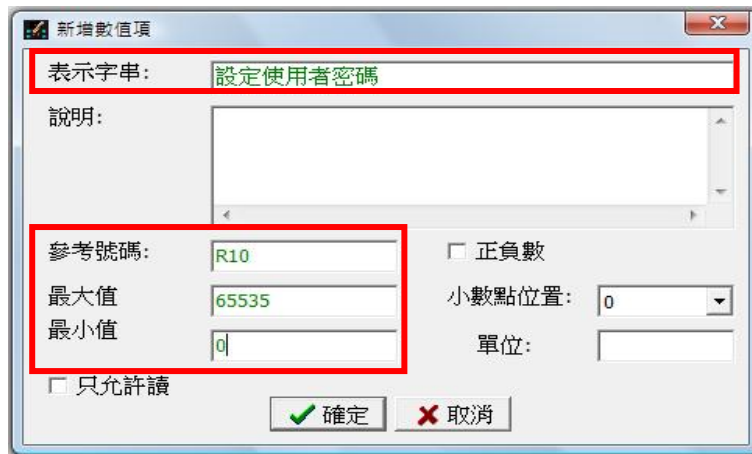 新增數值項
表示字串: 設定使用者密碼
說明:
參考號碼: R10 正負數
最大值 65535 小數點位置: 0
最小值 0 單位:
只允許讀
確定 取消